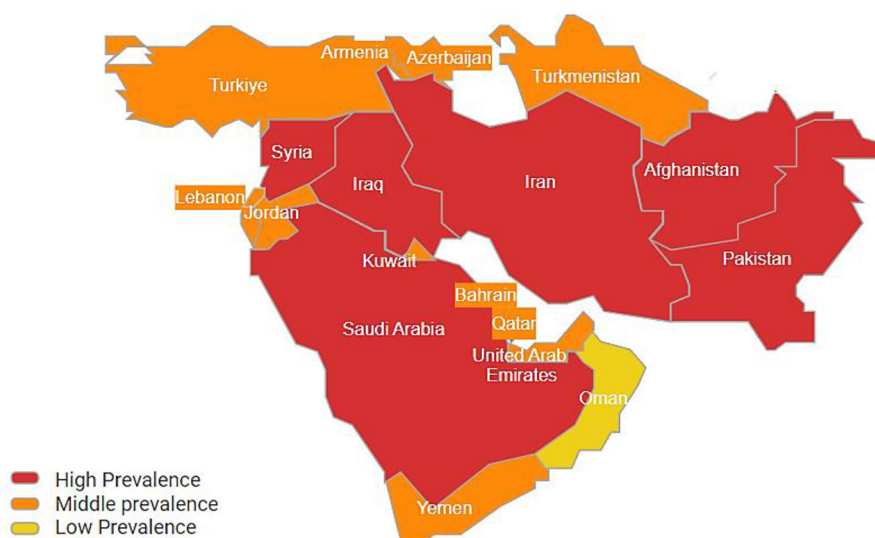 Armenia
Azerbaijan
Turkiye
Turkmenistan
Syria
Afghanistan
Iraq
Iran
Lebanon
Jordan
Kuwait
Pakistan
Bahrain
Saudi Arabia
Qatar
United Arab
Emirates
Oman
High Prevalence
Middle prevalence
Yemen
Low Prevalence